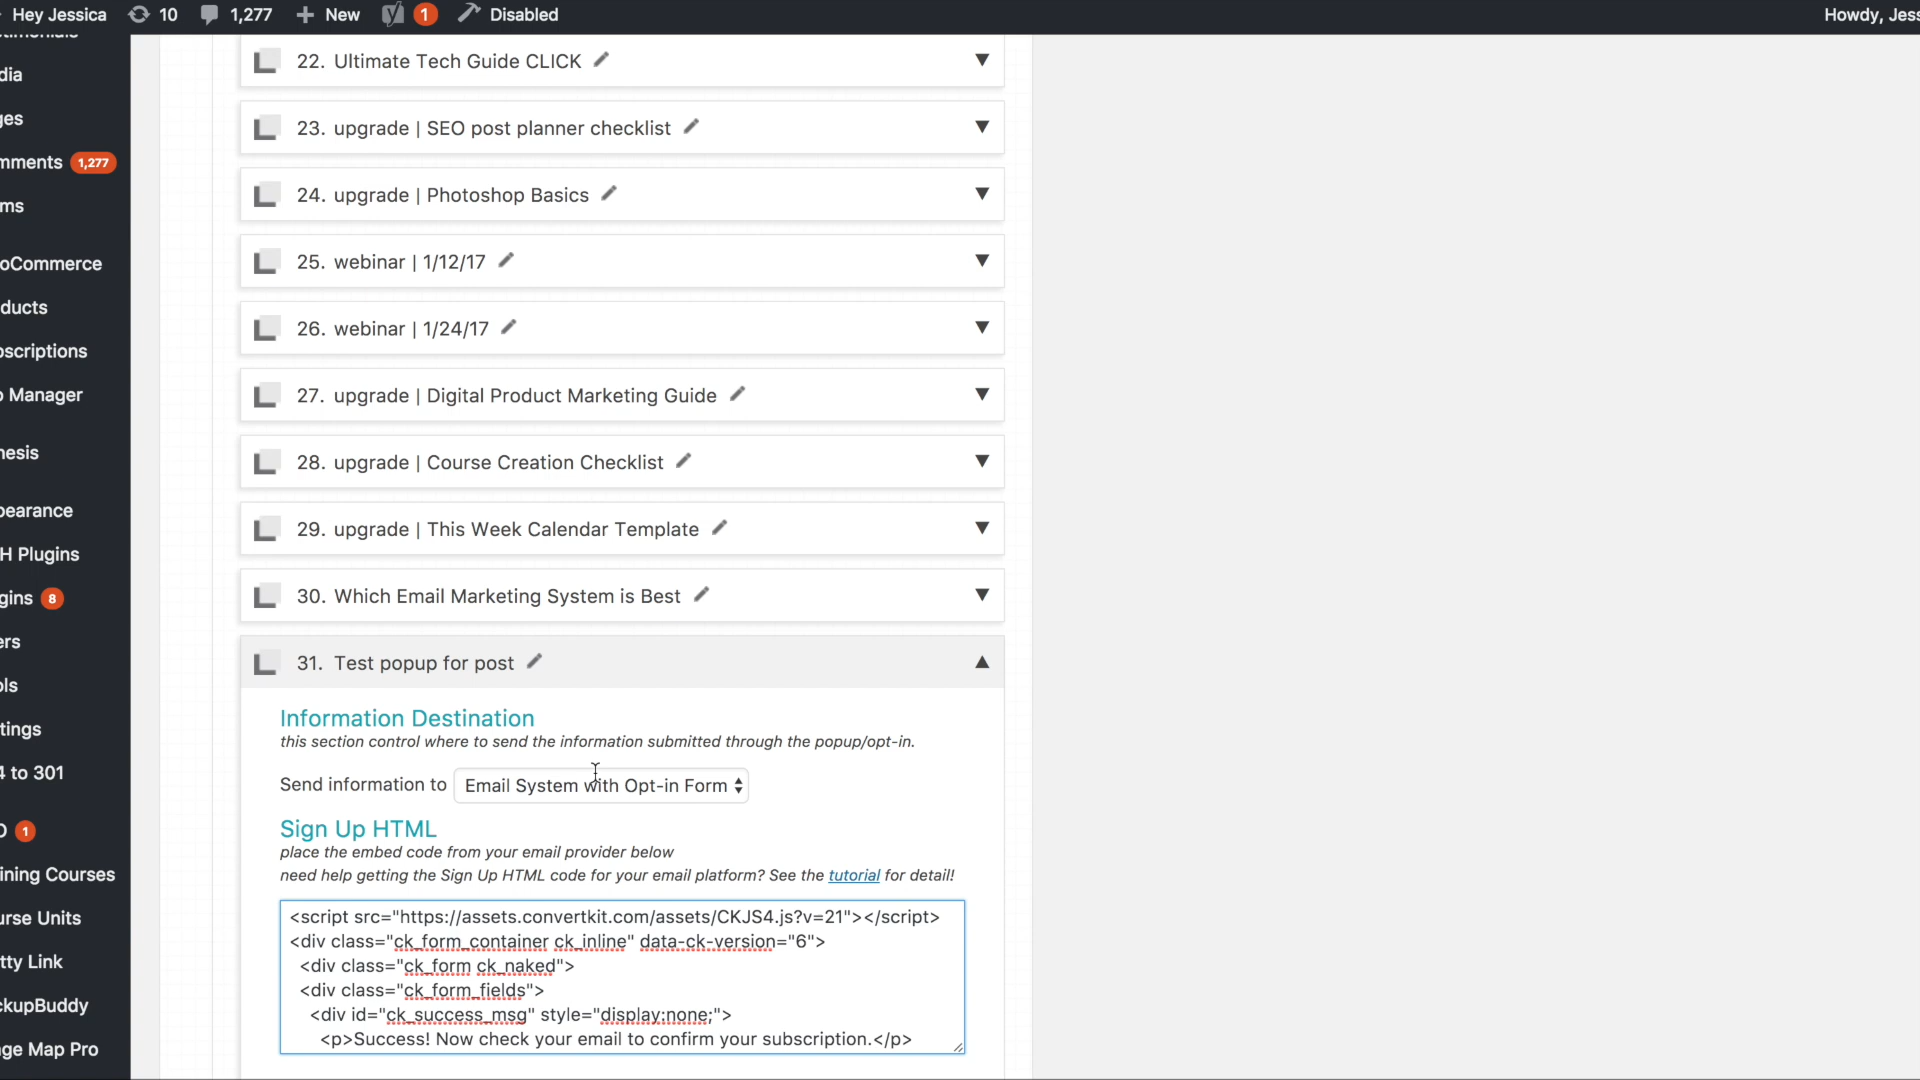 Hey Jessica 10 1,277 New 1 Disabled Howdy, Jess
timonials
dia
ges
mments 1,277
ms
oCommerce
ducts
oscriptions
o Manager
nesis
pearance
H Plugins
gins 8
ers
ols
tings
4 to 301
O 1
ining Courses
urse Units
tty Link
ckupBuddy
ge Map Pro
22. Ultimate Tech Guide CLICK
23. upgrade | SEO post planner checklist
24. upgrade | Photoshop Basics
25. webinar | 1/12/17
26. webinar | 1/24/17
27. upgrade | Digital Product Marketing Guide
28. upgrade | Course Creation Checklist
29. upgrade | This Week Calendar Template
30. Which Email Marketing System is Best
31. Test popup for post
Information Destination
this section control where to send the information submitted through the popup/opt-in.
Send information to Email System with Opt-in Form
Sign Up HTML
place the embed code from your email provider below
need help getting the Sign Up HTML code for your email platform? See the tutorial for detail!
<script src="https://assets.convertkit.com/assets/CKJS4.js?v=21"></script>
<div class="ck_form_container ck_inline" data-ck-version="6">
<div class="ck_form ck_naked">
<div class="ck_form_fields">
<div id="ck_success_msg" style="display:none;">
<p>Success! Now check your email to confirm your subscription.</p>